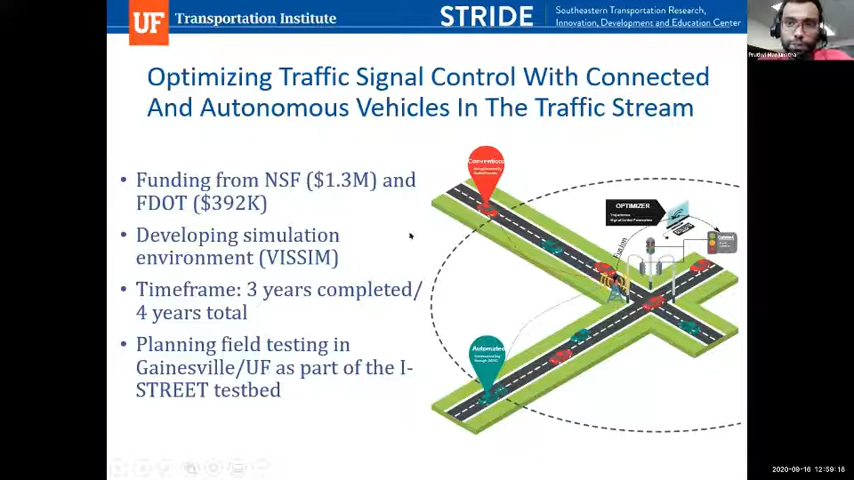 UF Transportation Institute
STRIDE
Southeastern Transportation Research,
Innovation, Development and Education Center
Optimizing Traffic Signal Control With Connected
And Autonomous Vehicles In The Traffic Stream
• Funding from NSF ($1.3M) and
FDOT ($392K)
• Developing simulation
environment (VISSIM)
• Timeframe: 3 years completed/
4 years total
• Planning field testing in
Gainesville/UF as part of the I-
STREET testbed
OPTIMIZER
Fusion
2020-09-16 12:59:18